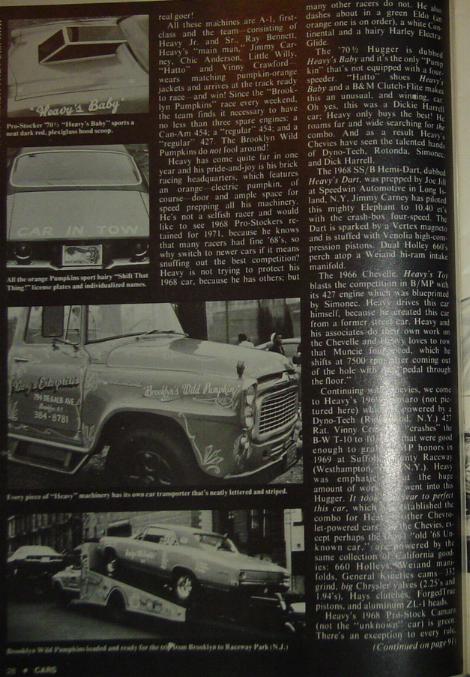 "Heavy's Baby"
Pro-Stocker "70½ "Heavy's Baby" sports a
neat dark rod, plexiglass hood scoop.
CAR IN TOW
All the orange Pumpkins sport hairy "Shift That
Thing!" license plates and individualized names.
real goer!
All these machines are A-1, first-
class and the team—consisting of
Heavy Jr. and Sr., Ray Bennett,
Heavy's "main man," Jimmy Car-
ney, Chic Anderson, Little Willy,
"Hatto" and Vinny Crawford—
wears matching pumpkin-orange
jackets and arrives at the track ready
to race—and win! Since the "Brook-
lyn Pumpkins" race every weekend,
the team finds it necessary to have
no less than three spare engines: a
Can-Am 454; a "regular" 454; and a
"regular" 427. The Brooklyn Wild
Pumpkins do not fool around!
Heavy has come quite far in one
year and his pride-and-joy is his brick
racing headquarters, which features
an orange—electric pumpkin, of
course—door and ample space for
speed prepping all his machinery.
He's not a selfish racer and would
like to see 1968 Pro-Stockers re-
tained for 1971, because he knows
that many racers had fine '68's, so
why switch to newer cars if it means
snuffing out the best competition?
Heavy is not trying to protect his
1968 car, because he has others; but
Brooklyn's Wild Pumpkin
384-8781
Every piece of "Heavy" machinery has its own car transporter that's neatly lettered and striped.
Brooklyn Wild Pumpkins loaded and ready for the from Brooklyn to Raceway Park (N.J.)
26 CARS
many other racers do not. He also
dashes about in a green Eldo (an
orange one is on order), a white Con-
tinental and a hairy Harley Electra-
Glide.
The '70½ Hugger is dubbed
Heavy's Baby and it's the only "Pump-
kin" that's not equipped with a four-
speeder. "Hatto" shoes Heavy's
Baby and a B&M Clutch-Flite makes
this an unusual, and winning, car.
Oh yes, this was a Dickie Harrell
car; Heavy only buys the best! He
roams far and wide searching for the
combo. And as a result Heavy's
Chevies have seen the talented hands
of Dyno-Tech, Rotonda, Simonec,
and Dick Harrell.
The 1968 SS/B Hemi-Dart, dubbed
Heavy's Dart, was prepped by Joe Jill
at Speedwin Automotive in Long Is-
land, N.Y. Jimmy Carney has piloted
this mighty Elephant to 10.40 et's
with the crash-box four-speed. The
Dart is sparked by a Vertex magneto
and is stuffed with Venolia high-com-
pression pistons. Dual Holley 660's
perch atop a Weiand hi-ram intake
manifold.
The 1966 Chevelle, Heavy's Toy
blasts the competition in B/MP with
its 427 engine which was blueprinted
by Simonec. Heavy drives this car
himself, because he created this car
from a former street car. Heavy and
his associates do their own work on
the Chevelle and Heavy loves to row
that Muncie four-speed, which he
shifts at 7500 rpm after coming out
of the hole with pedal through
the floor."
Continuing with Chevies, we come
to Heavy's 1969 Camaro (not pic-
tured here) which powered by a
Dyno-Tech N.Y.) 427
Rat. Vinny "crashes" the
B-W T-10 to that were good
enough to MP honors in
1969 at Suffolk County Raceway
(Westhampton, N.Y.). Heavy
was emphatic the huge
amount of work went into this
Hugger. It took year to perfect
this car, which established the
combo for Heavy's other Chevro-
let-powered cars. the Chevies, ex-
cept perhaps the "old '68 Un-
known car," are powered by the
same collection of California good-
ies: 660 Holleys, Weiand mani-
folds, General Kinetics cams
grind, big Chrysler valves (2.25's and
1.94's), Hays clutches, ForgedTrue
pistons, and aluminum ZL-1 heads.
Heavy's 1968 Pro-Stock Camaro
(not the "unknown" car) is green.
There's an exception to every rule,
(Continued on page 91)